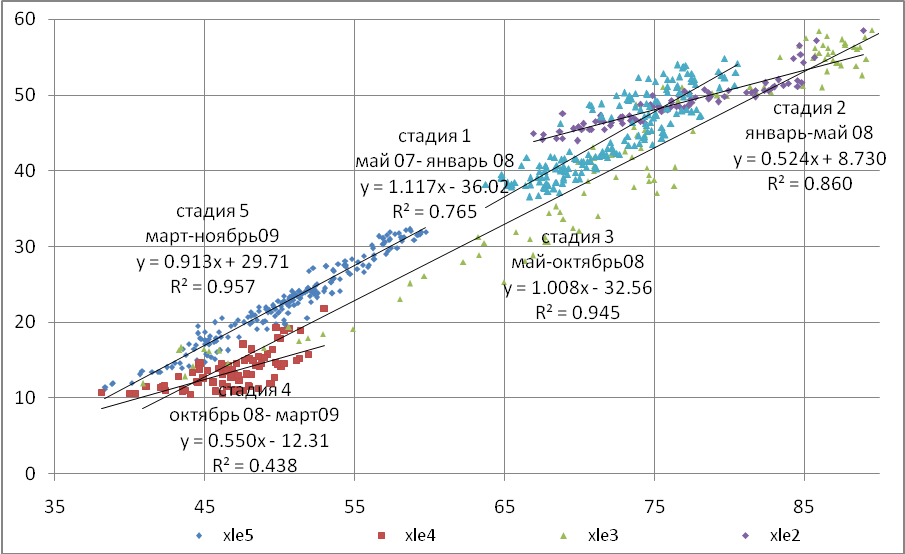 60
50
40
30
20
10
0
стадия 1
май 07- январь 08
y = 1.117x - 36.02
R² = 0.765
стадия 2
январь-май 08
y = 0.524x + 8.730
R² = 0.860
стадия 5
март-ноябрь09
y = 0.913x + 29.71
R² = 0.957
стадия 3
май-октябрь08
y = 1.008x - 32.56
R² = 0.945
стадия 4
октябрь 08- март09
y = 0.550x - 12.31
R² = 0.438
35 45 55 65 75 85
xle5 xle4 xle3 xle2